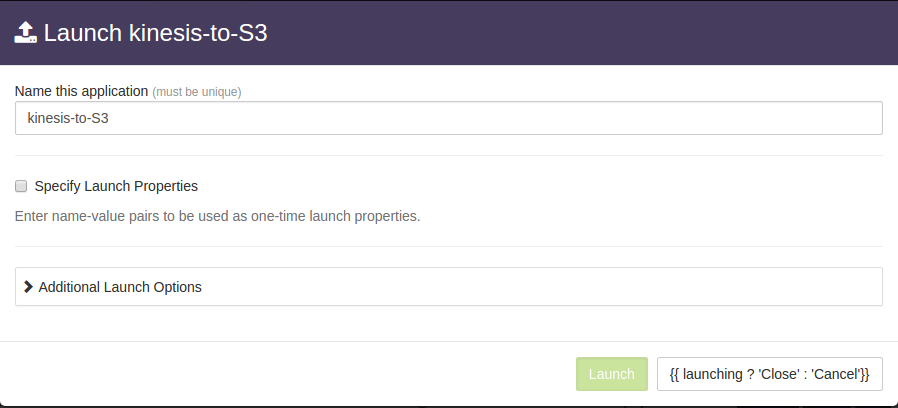 Launch kinesis-to-S3
Name this application (must be unique)
kinesis-to-S3
Specify Launch Properties
Enter name-value pairs to be used as one-time launch properties.
Additional Launch Options
Launch {{ launching ? 'Close' : 'Cancel'}}